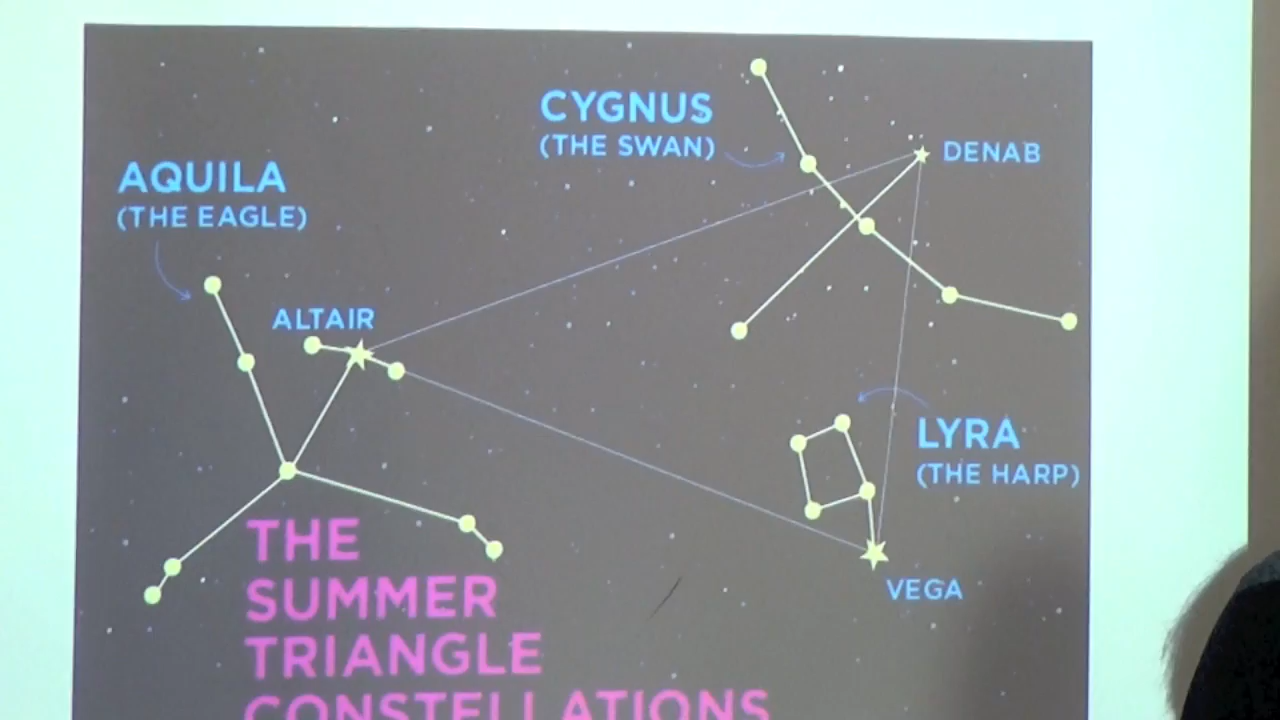 CYGNUS
(THE SWAN)
DENAB
AQUILA
(THE EAGLE)
ALTAIR
LYRA
(THE HARP)
VEGA
THE
SUMMER
TRIANGLE
CONSTELLATIONS